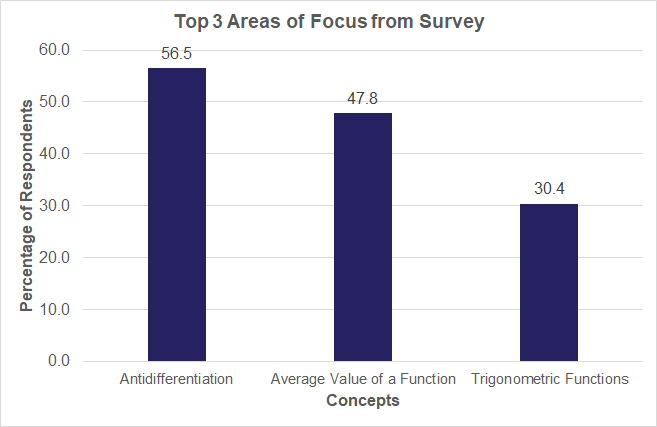 Top 3 Areas of Focus from Survey
Percentage of Respondents
60.0
50.0
40.0
30.0
20.0
10.0
0.0
56.5
47.8
30.4
Antidifferentiation
Average Value of a Function
Trigonometric Functions
Concepts